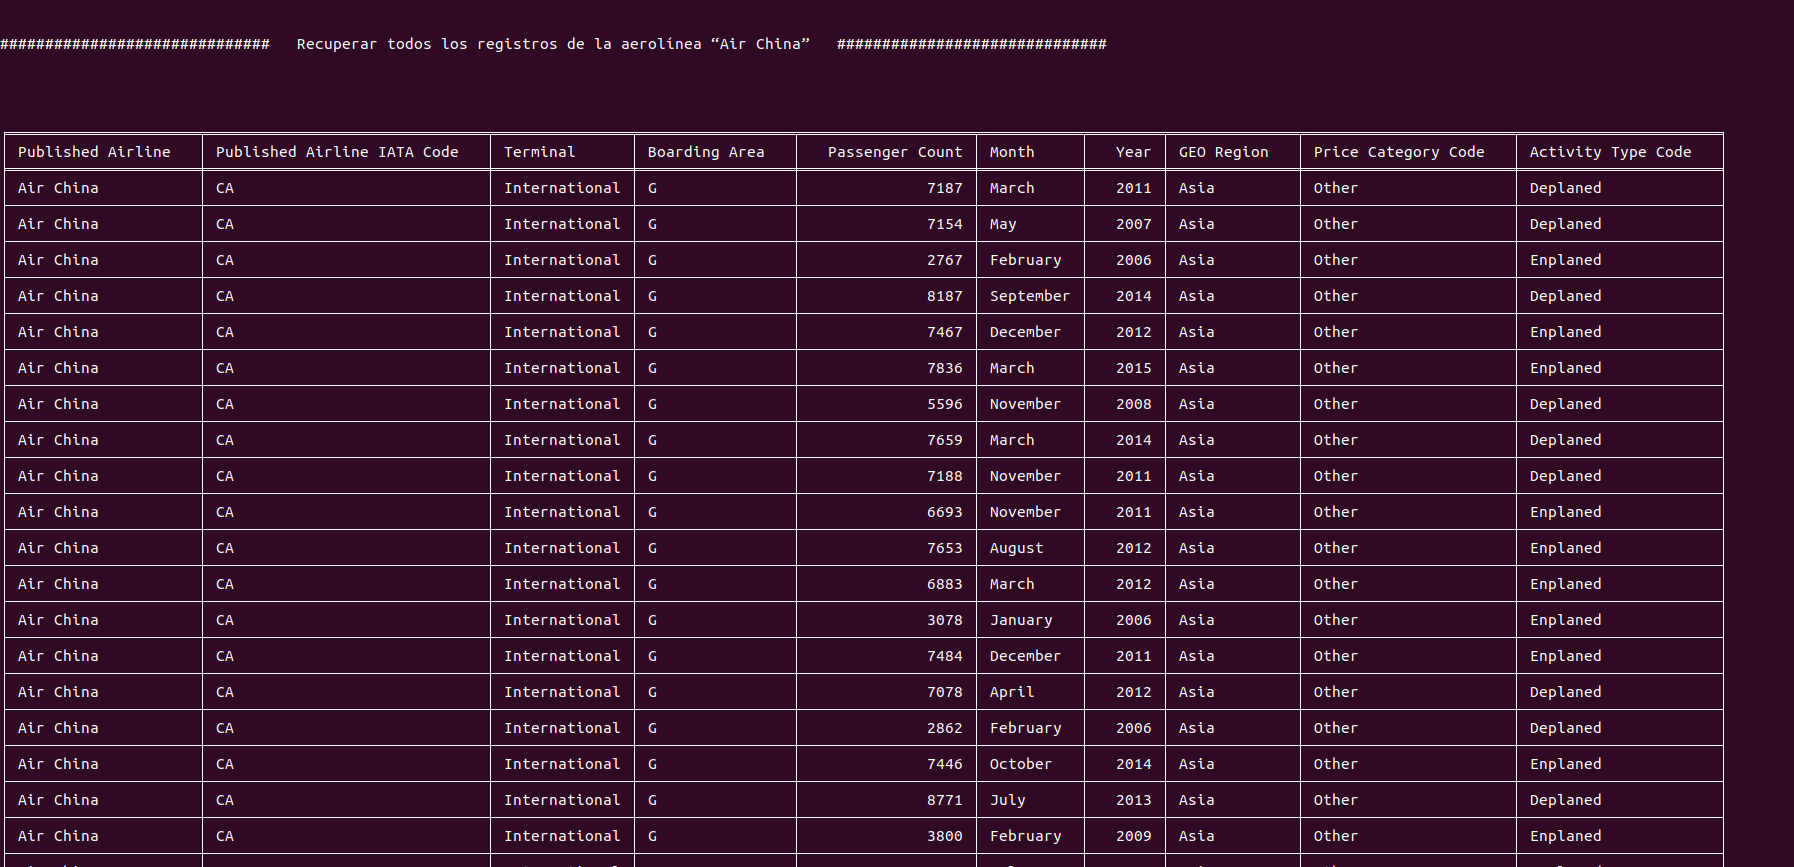 ############################## Recuperar todos los registros de la aerolínea “Air China” ##############################
Published Airline Published Airline IATA Code Terminal Boarding Area Passenger Count Month Year GEO Region Price Category Code Activity Type Code
Air China CA International G 7187 March 2011 Asia Other Deplaned
Air China CA International G 7154 May 2007 Asia Other Deplaned
Air China CA International G 2767 February 2006 Asia Other Enplaned
Air China CA International G 8187 September 2014 Asia Other Deplaned
Air China CA International G 7467 December 2012 Asia Other Enplaned
Air China CA International G 7836 March 2015 Asia Other Enplaned
Air China CA International G 5596 November 2008 Asia Other Deplaned
Air China CA International G 7659 March 2014 Asia Other Deplaned
Air China CA International G 7188 November 2011 Asia Other Deplaned
Air China CA International G 6693 November 2011 Asia Other Enplaned
Air China CA International G 7653 August 2012 Asia Other Enplaned
Air China CA International G 6883 March 2012 Asia Other Enplaned
Air China CA International G 3078 January 2006 Asia Other Enplaned
Air China CA International G 7484 December 2011 Asia Other Enplaned
Air China CA International G 7078 April 2012 Asia Other Deplaned
Air China CA International G 2862 February 2006 Asia Other Deplaned
Air China CA International G 7446 October 2014 Asia Other Enplaned
Air China CA International G 8771 July 2013 Asia Other Deplaned
Air China CA International G 3800 February 2009 Asia Other Enplaned